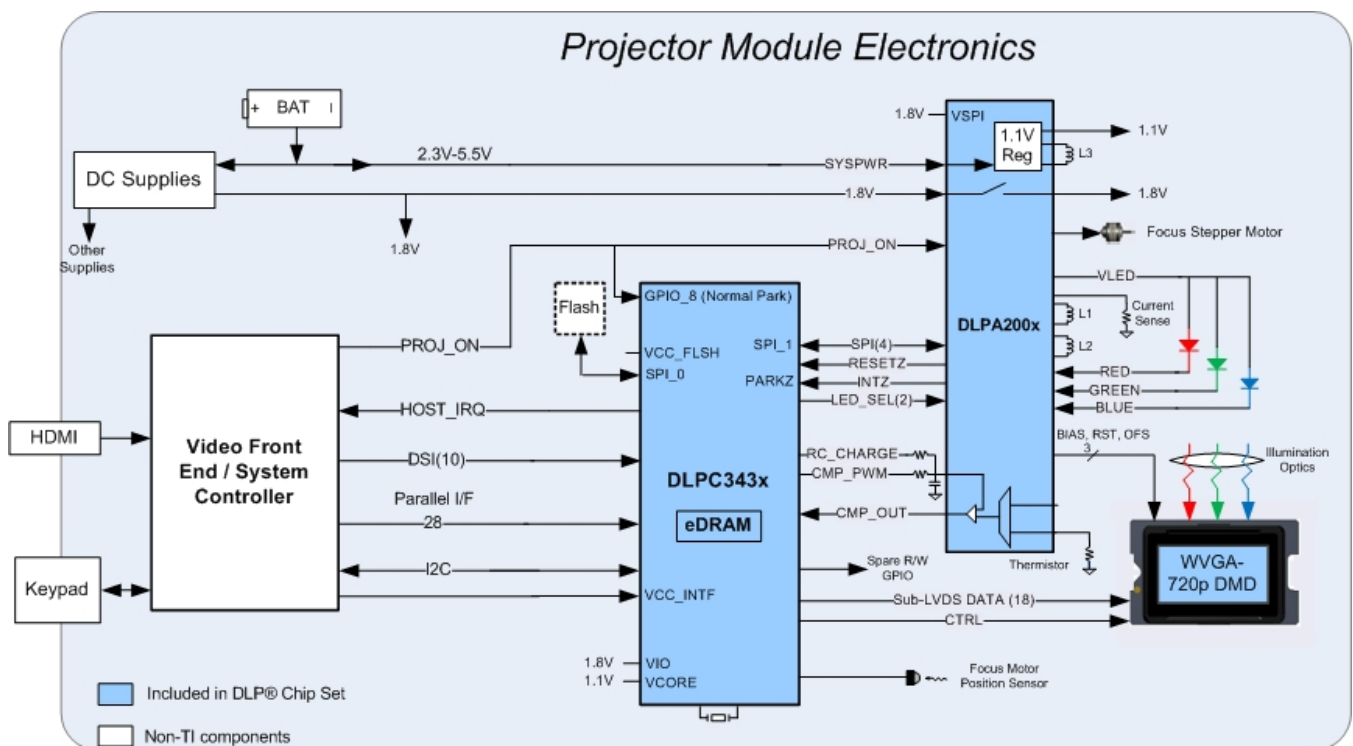 Projector Module Electronics
+ BAT I
DC Supplies
2.3V-5.5V
SYSPWR
1.8V
1.8V
Other
Supplies
1.8V
VSPI
1.1V
Reg
1.1V
L3
1.8V
PROJ_ON
Focus Stepper Motor
VLED
Current
Sense
L1
L2
DLPA200x
RED
GREEN
BLUE
BIAS, RST, OFS
3
Illumination
Optics
Flash
GPIO_8 (Normal Park)
VCC_FLSH
SPI_0
SPI_1
PARKZ
SPI(4)
RESETZ
INTZ
LED_SEL(2)
PROJ_ON
HOST_IRQ
HDMI
Video Front
End / System
Controller
DSI(10)
Parallel I/F
28
I2C
Keypad
VCC_INTF
DLPC343x
eDRAM
RC_CHARGE
CMP_PWM
CMP_OUT
Thermistor
Spare R/W
GPIO
Sub-LVDS DATA (18)
CTRL
WVGA-
720p DMD
1.8V
VIO
1.1V
VCORE
Focus Motor
Position Sensor
Included in DLP® Chip Set
Non-TI components